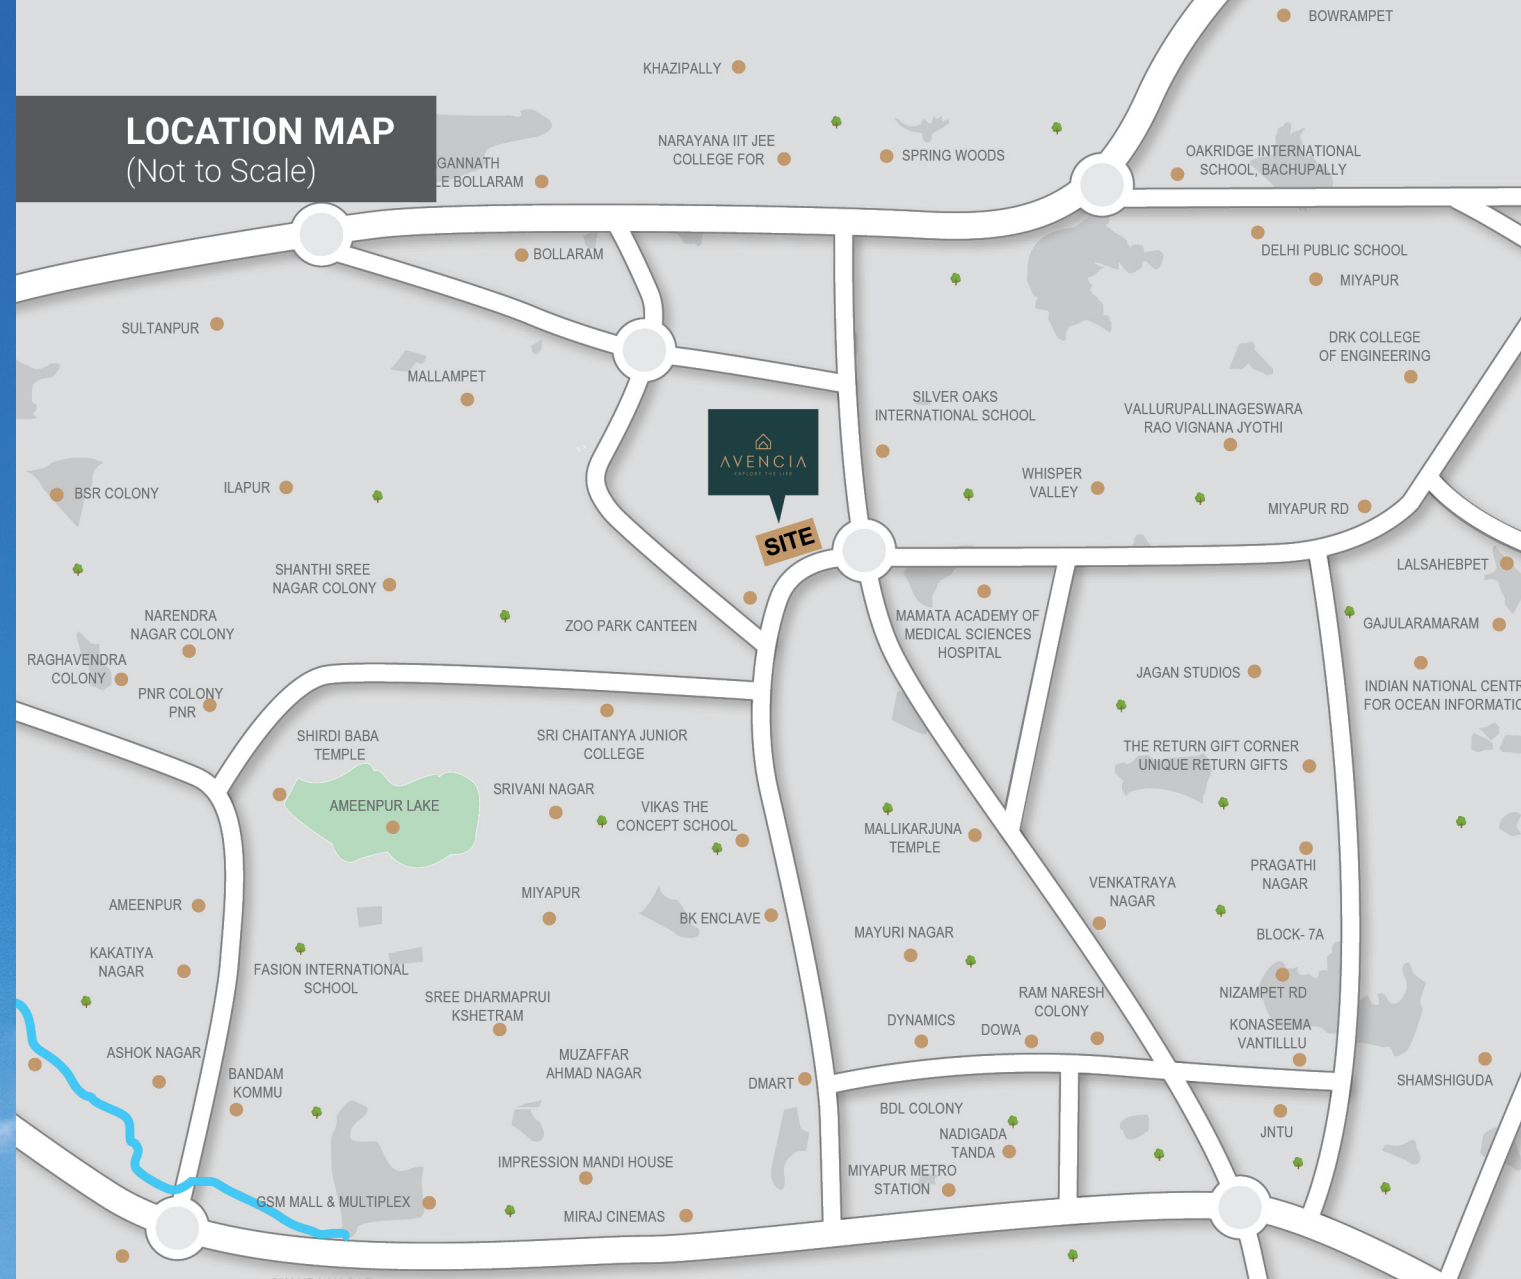 BOWRAMPET
KHAZIPALLY
LOCATION MAP
(Not to Scale)
GANNATH
LE BOLLARAM
NARAYANA IIT JEE
COLLEGE FOR
SPRING WOODS
OAKRIDGE INTERNATIONAL
SCHOOL, BACHUPALLY
BOLLARAM
DELHI PUBLIC SCHOOL
MIYAPUR
SULTANPUR
DRK COLLEGE
OF ENGINEERING
MALLAMPET
SILVER OAKS
INTERNATIONAL SCHOOL
VALLURUPALLINAGESWARA
RAO VIGNANA JYOTHI
AVENCIA
EXPLORE THE LIFE
WHISPER
VALLEY
BSR COLONY
ILAPUR
MIYAPUR RD
SITE
SHANTHI SREE
NAGAR COLONY
LALSAHEBPET
NARENDRA
NAGAR COLONY
ZOO PARK CANTEEN
MAMATA ACADEMY OF
MEDICAL SCIENCES
HOSPITAL
GAJULARAMARAM
RAGHAVENDRA
COLONY
JAGAN STUDIOS
PNR COLONY
PNR
INDIAN NATIONAL CENTR
FOR OCEAN INFORMATIO
SHIRDI BABA
TEMPLE
SRI CHAITANYA JUNIOR
COLLEGE
THE RETURN GIFT CORNER
UNIQUE RETURN GIFTS
AMEENPUR LAKE
SRIVANI NAGAR
VIKAS THE
CONCEPT SCHOOL
MALLIKARJUNA
TEMPLE
PRAGATHI
NAGAR
VENKATRAYA
NAGAR
AMEENPUR
MIYAPUR
BK ENCLAVE
MAYURI NAGAR
BLOCK- 7A
KAKATIYA
NAGAR
FASION INTERNATIONAL
SCHOOL
SREE DHARMAPRUI
KSHETRAM
RAM NARESH
COLONY
NIZAMPET RD
DYNAMICS
DOWA
KONASEEMA
VANTILLLU
ASHOK NAGAR
MUZAFFAR
AHMAD NAGAR
BANDAM
KOMMU
DMART
SHAMSHIGUDA
BDL COLONY
NADIGADA
TANDA
JNTU
IMPRESSION MANDI HOUSE
MIYAPUR METRO
STATION
GSM MALL & MULTIPLEX
MIRAJ CINEMAS